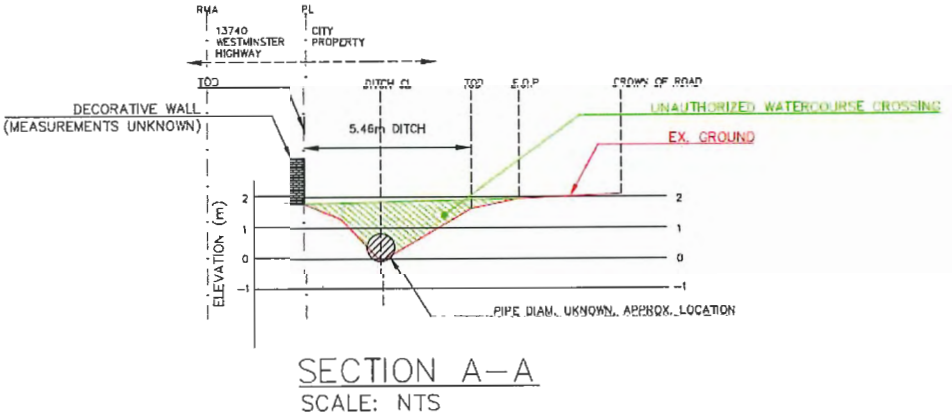 RMA
PL
13740
WESTMINSTER
HIGHWAY
CITY
PROPERTY
TOD
DITCH CL
TOD
E.O.P
CROWN OF ROAD
DECORATIVE WALL
(MEASUREMENTS UNKNOWN)
5.46m DITCH
UNAUTHORIZED WATERCOURSE CROSSING
EX. GROUND
ELEVATION (m)
2
2
1
1
0
0
-1
-1
PIPE DIAM. UKNOWN, APPROX. LOCATION
SECTION A-A
SCALE: NTS